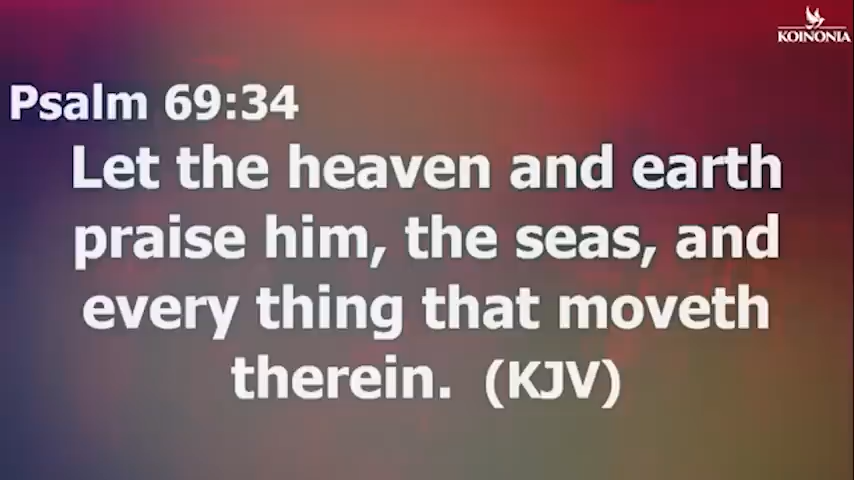 KOINONIA
Psalm 69:34
Let the heaven and earth
praise him, the seas, and
every thing that moveth
therein. (KJV)